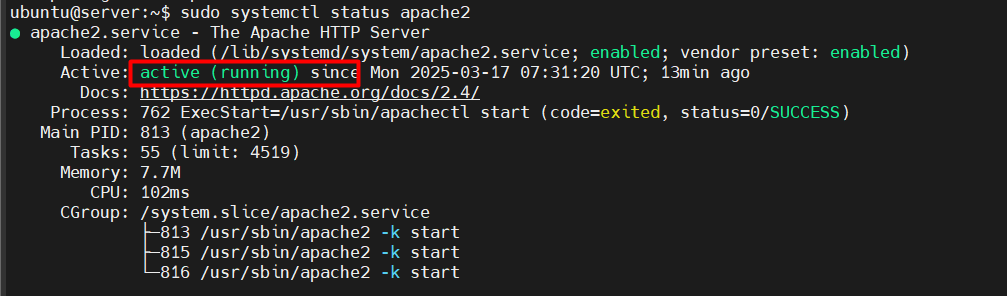 ubuntu@server:~$ sudo systemctl status apache2
● apache2.service - The Apache HTTP Server
Loaded: loaded (/lib/systemd/system/apache2.service; enabled; vendor preset: enabled)
Active: active (running) since Mon 2025-03-17 07:31:20 UTC; 13min ago
Docs: https://httpd.apache.org/docs/2.4/
Process: 762 ExecStart=/usr/sbin/apachectl start (code=exited, status=0/SUCCESS)
Main PID: 813 (apache2)
Tasks: 55 (limit: 4519)
Memory: 7.7M
CPU: 102ms
CGroup: /system.slice/apache2.service
├─813 /usr/sbin/apache2 -k start
├─815 /usr/sbin/apache2 -k start
└─816 /usr/sbin/apache2 -k start